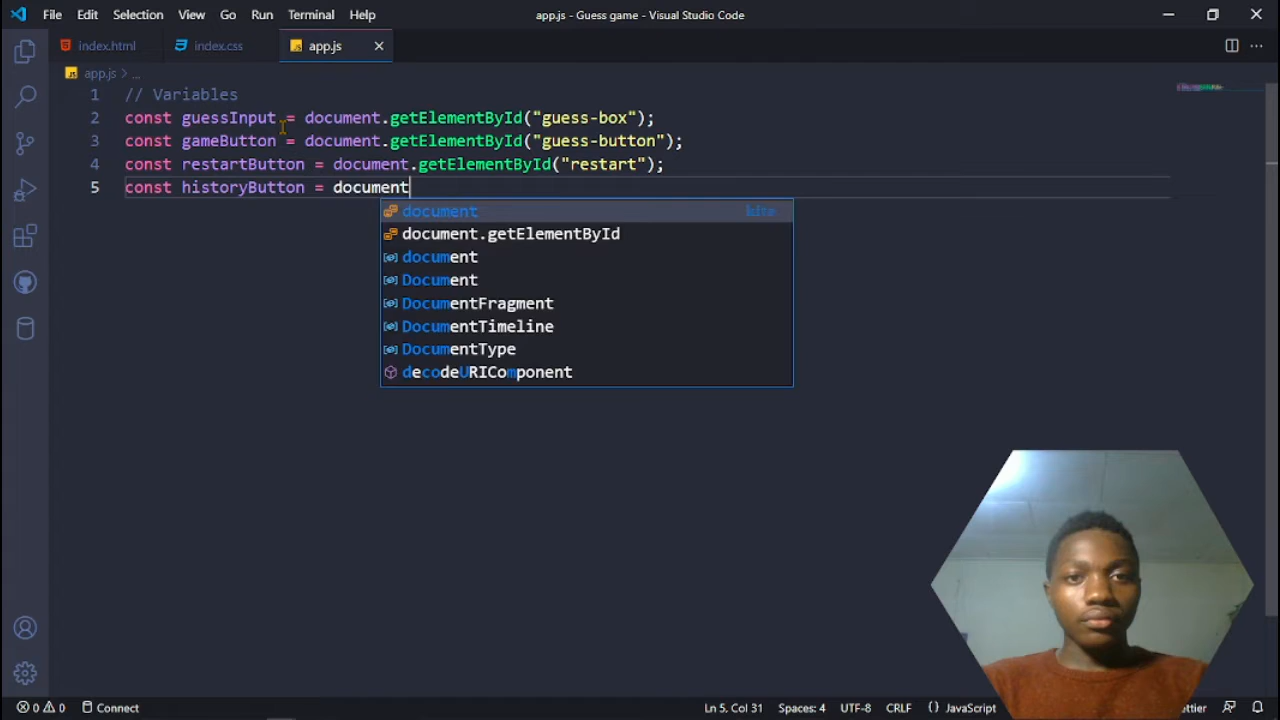 File Edit Selection View Go Run Terminal Help
app.js - Guess game - Visual Studio Code
index.html index.css app.js
app.js > ...
1 // Variables
2 const guessInput = document.getElementById("guess-box");
3 const gameButton = document.getElementById("guess-button");
4 const restartButton = document.getElementById("restart");
5 const historyButton = document
document kite
document.getElementById
document
Document
DocumentFragment
DocumentTimeline
DocumentType
decodeURIComponent
0 0 Connect Ln 5, Col 31 Spaces: 4 UTF-8 CRLF { } JavaScript